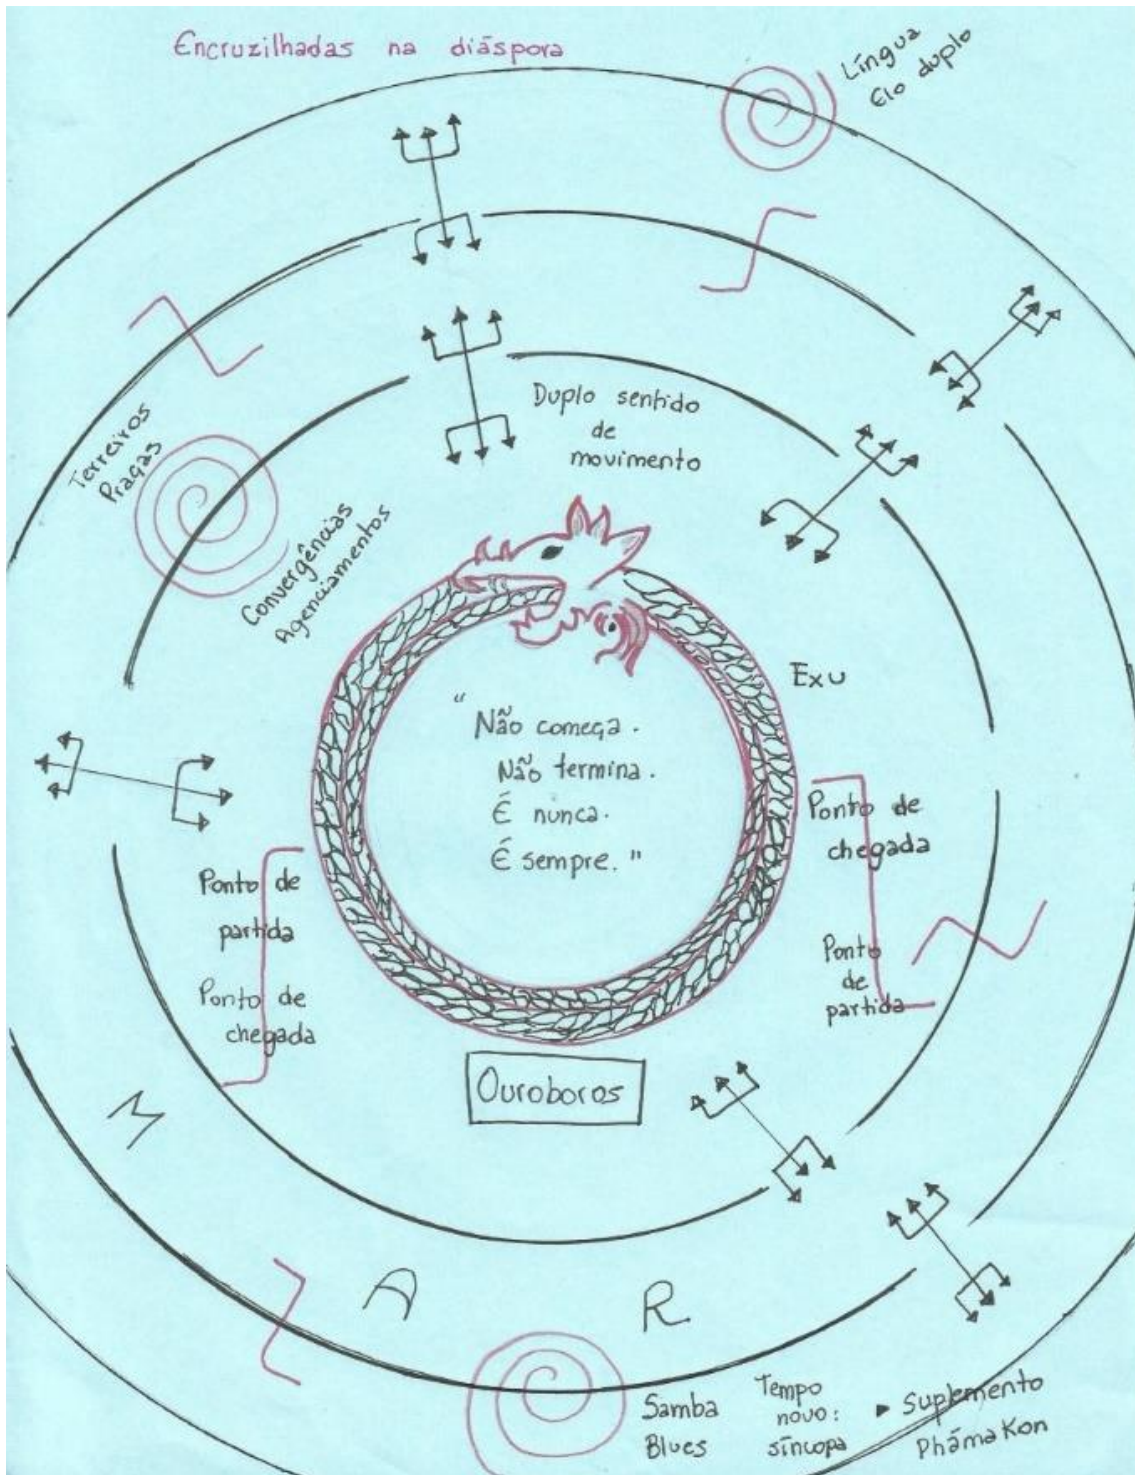 Encruzilhadas na diáspora
Língua
Elo duplo
Duplo sentido
de
movimento
Terreiros
Praças
Convergências
Agenciamentos
Exu
"Não começa.
Não termina.
É nunca.
É sempre."
Ponto de
chegada
Ponto
de
partida
Ponto de
partida
Ponto de
chegada
Ouroboros
M A R
Samba
Blues
Tempo
novo:
síncopa
Suplemento
PhármaKon